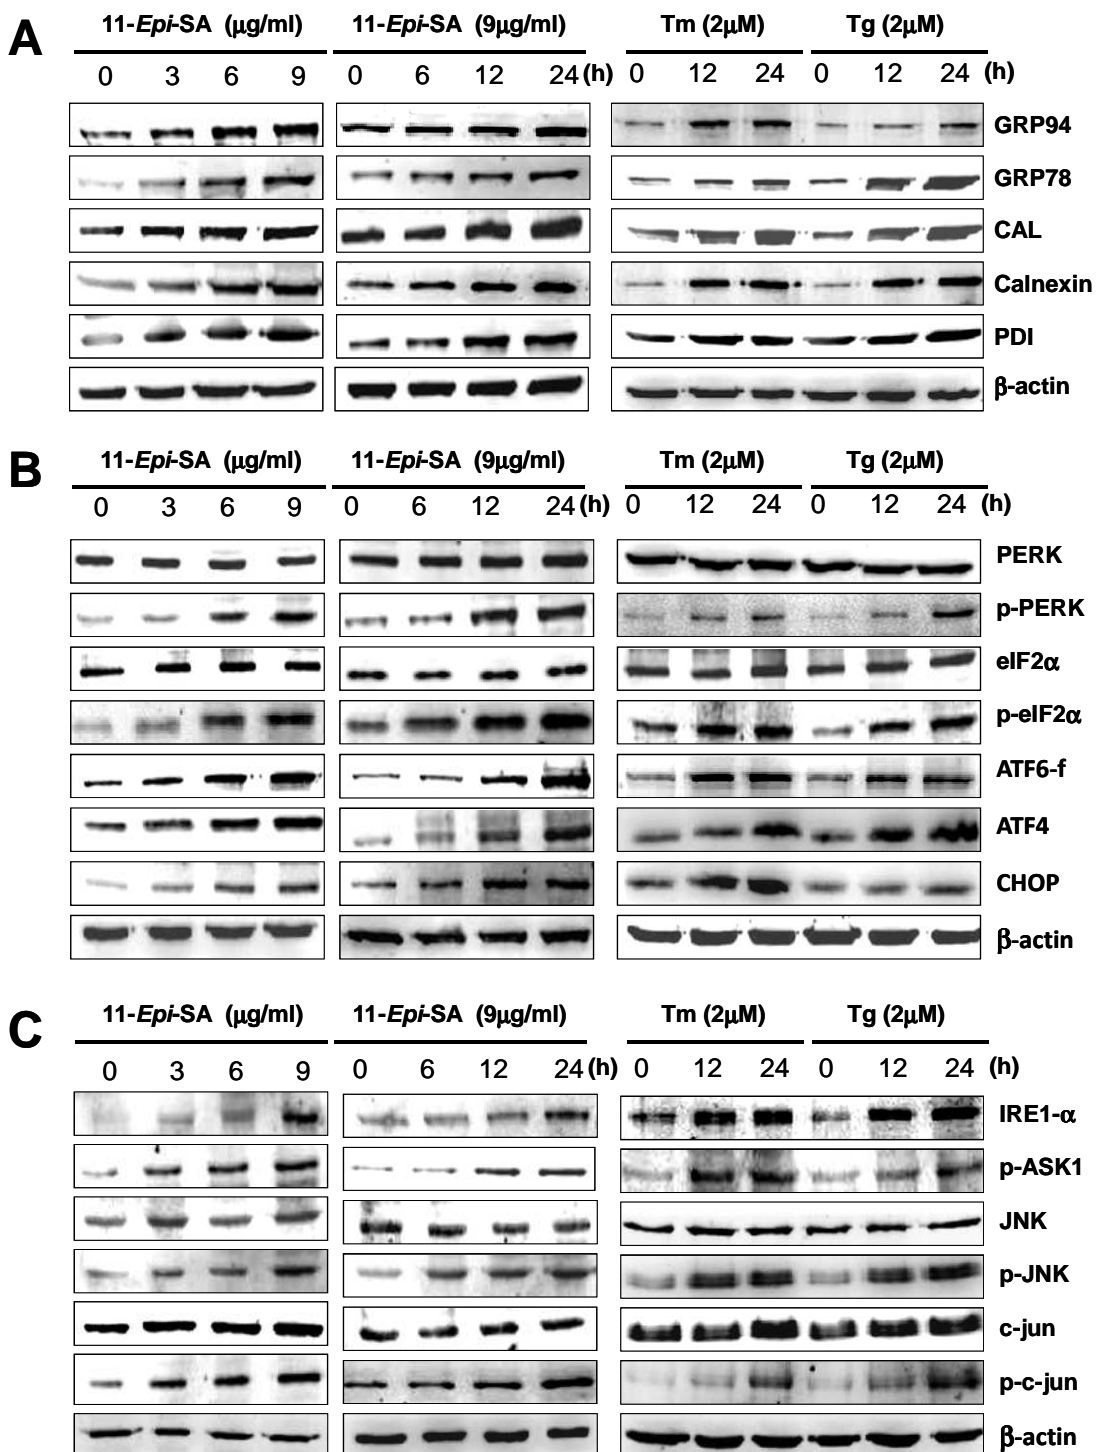 A
11-Epi-SA (μg/ml) 11-Epi-SA (9μg/ml) Tm (2μM) Tg (2μM)
0 3 6 9 0 6 12 24 (h) 0 12 24 0 12 24 (h)
GRP94
GRP78
CAL
Calnexin
PDI
β-actin
B
11-Epi-SA (μg/ml) 11-Epi-SA (9μg/ml) Tm (2μM) Tg (2μM)
0 3 6 9 0 6 12 24 (h) 0 12 24 0 12 24 (h)
PERK
p-PERK
eIF2α
p-eIF2α
ATF6-f
ATF4
CHOP
β-actin
C
11-Epi-SA (μg/ml) 11-Epi-SA (9μg/ml) Tm (2μM) Tg (2μM)
0 3 6 9 0 6 12 24 (h) 0 12 24 0 12 24 (h)
IRE1-α
p-ASK1
JNK
p-JNK
c-jun
p-c-jun
β-actin